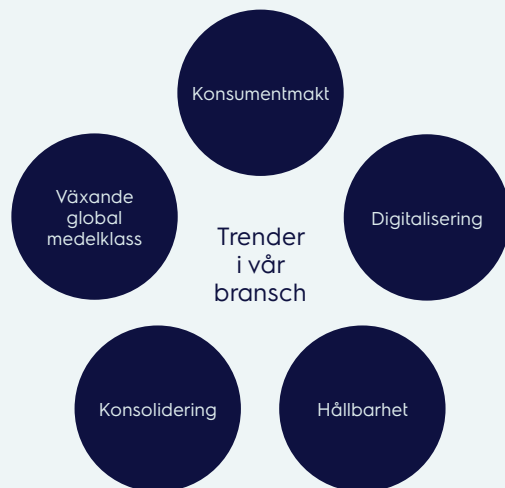 Konsumentmakt
Växande
global
medelklass
Digitalisering
Trender
i vår
bransch
Konsolidering
Hållbarhet